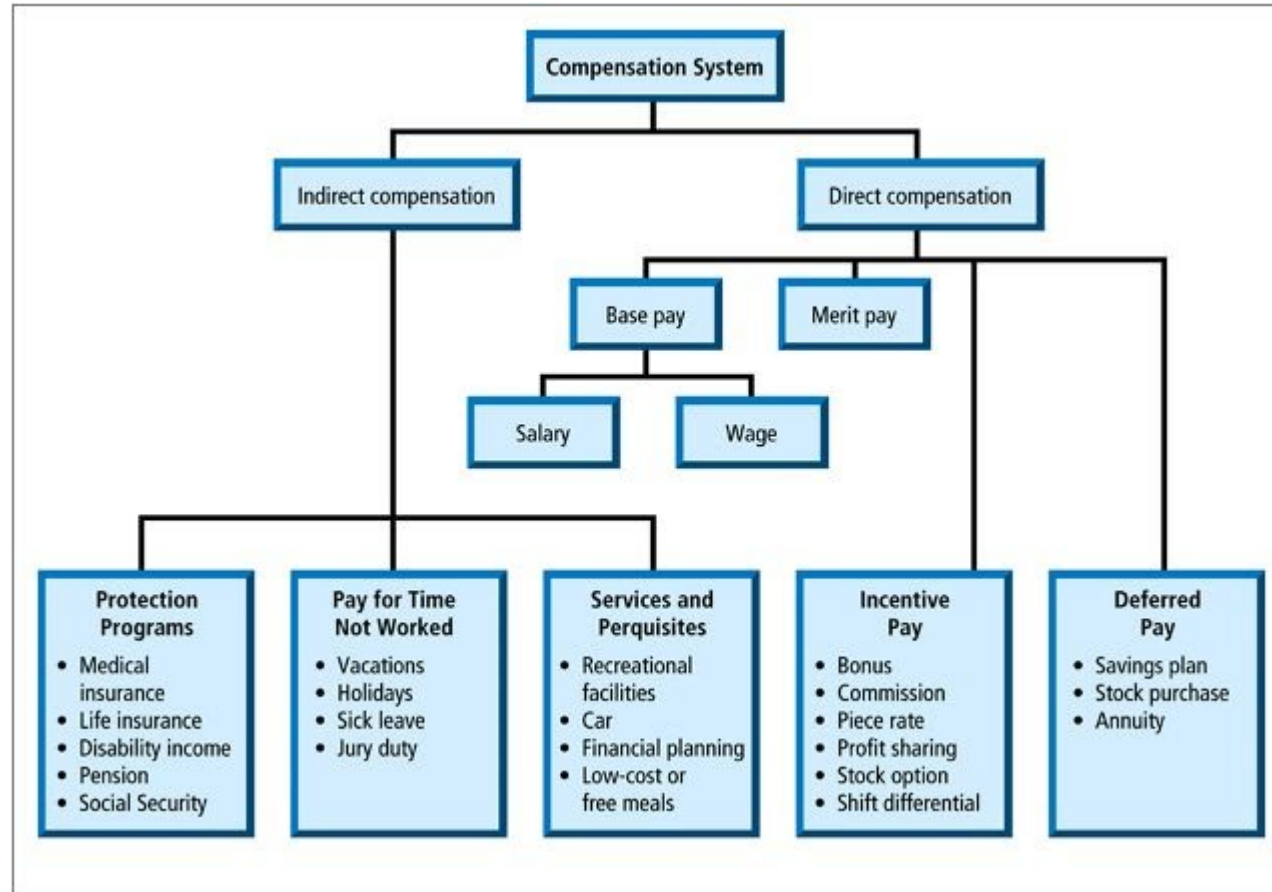 Compensation System
Indirect compensation
Direct compensation
Base pay
Merit pay
Salary
Wage
Protection
Programs
• Medical
insurance
• Life insurance
• Disability income
• Pension
• Social Security
Pay for Time
Not Worked
• Vacations
• Holidays
• Sick leave
• Jury duty
Services and
Perquisites
• Recreational
facilities
• Car
• Financial planning
• Low-cost or
free meals
Incentive
Pay
• Bonus
• Commission
• Piece rate
• Profit sharing
• Stock option
• Shift differential
Deferred
Pay
• Savings plan
• Stock purchase
• Annuity